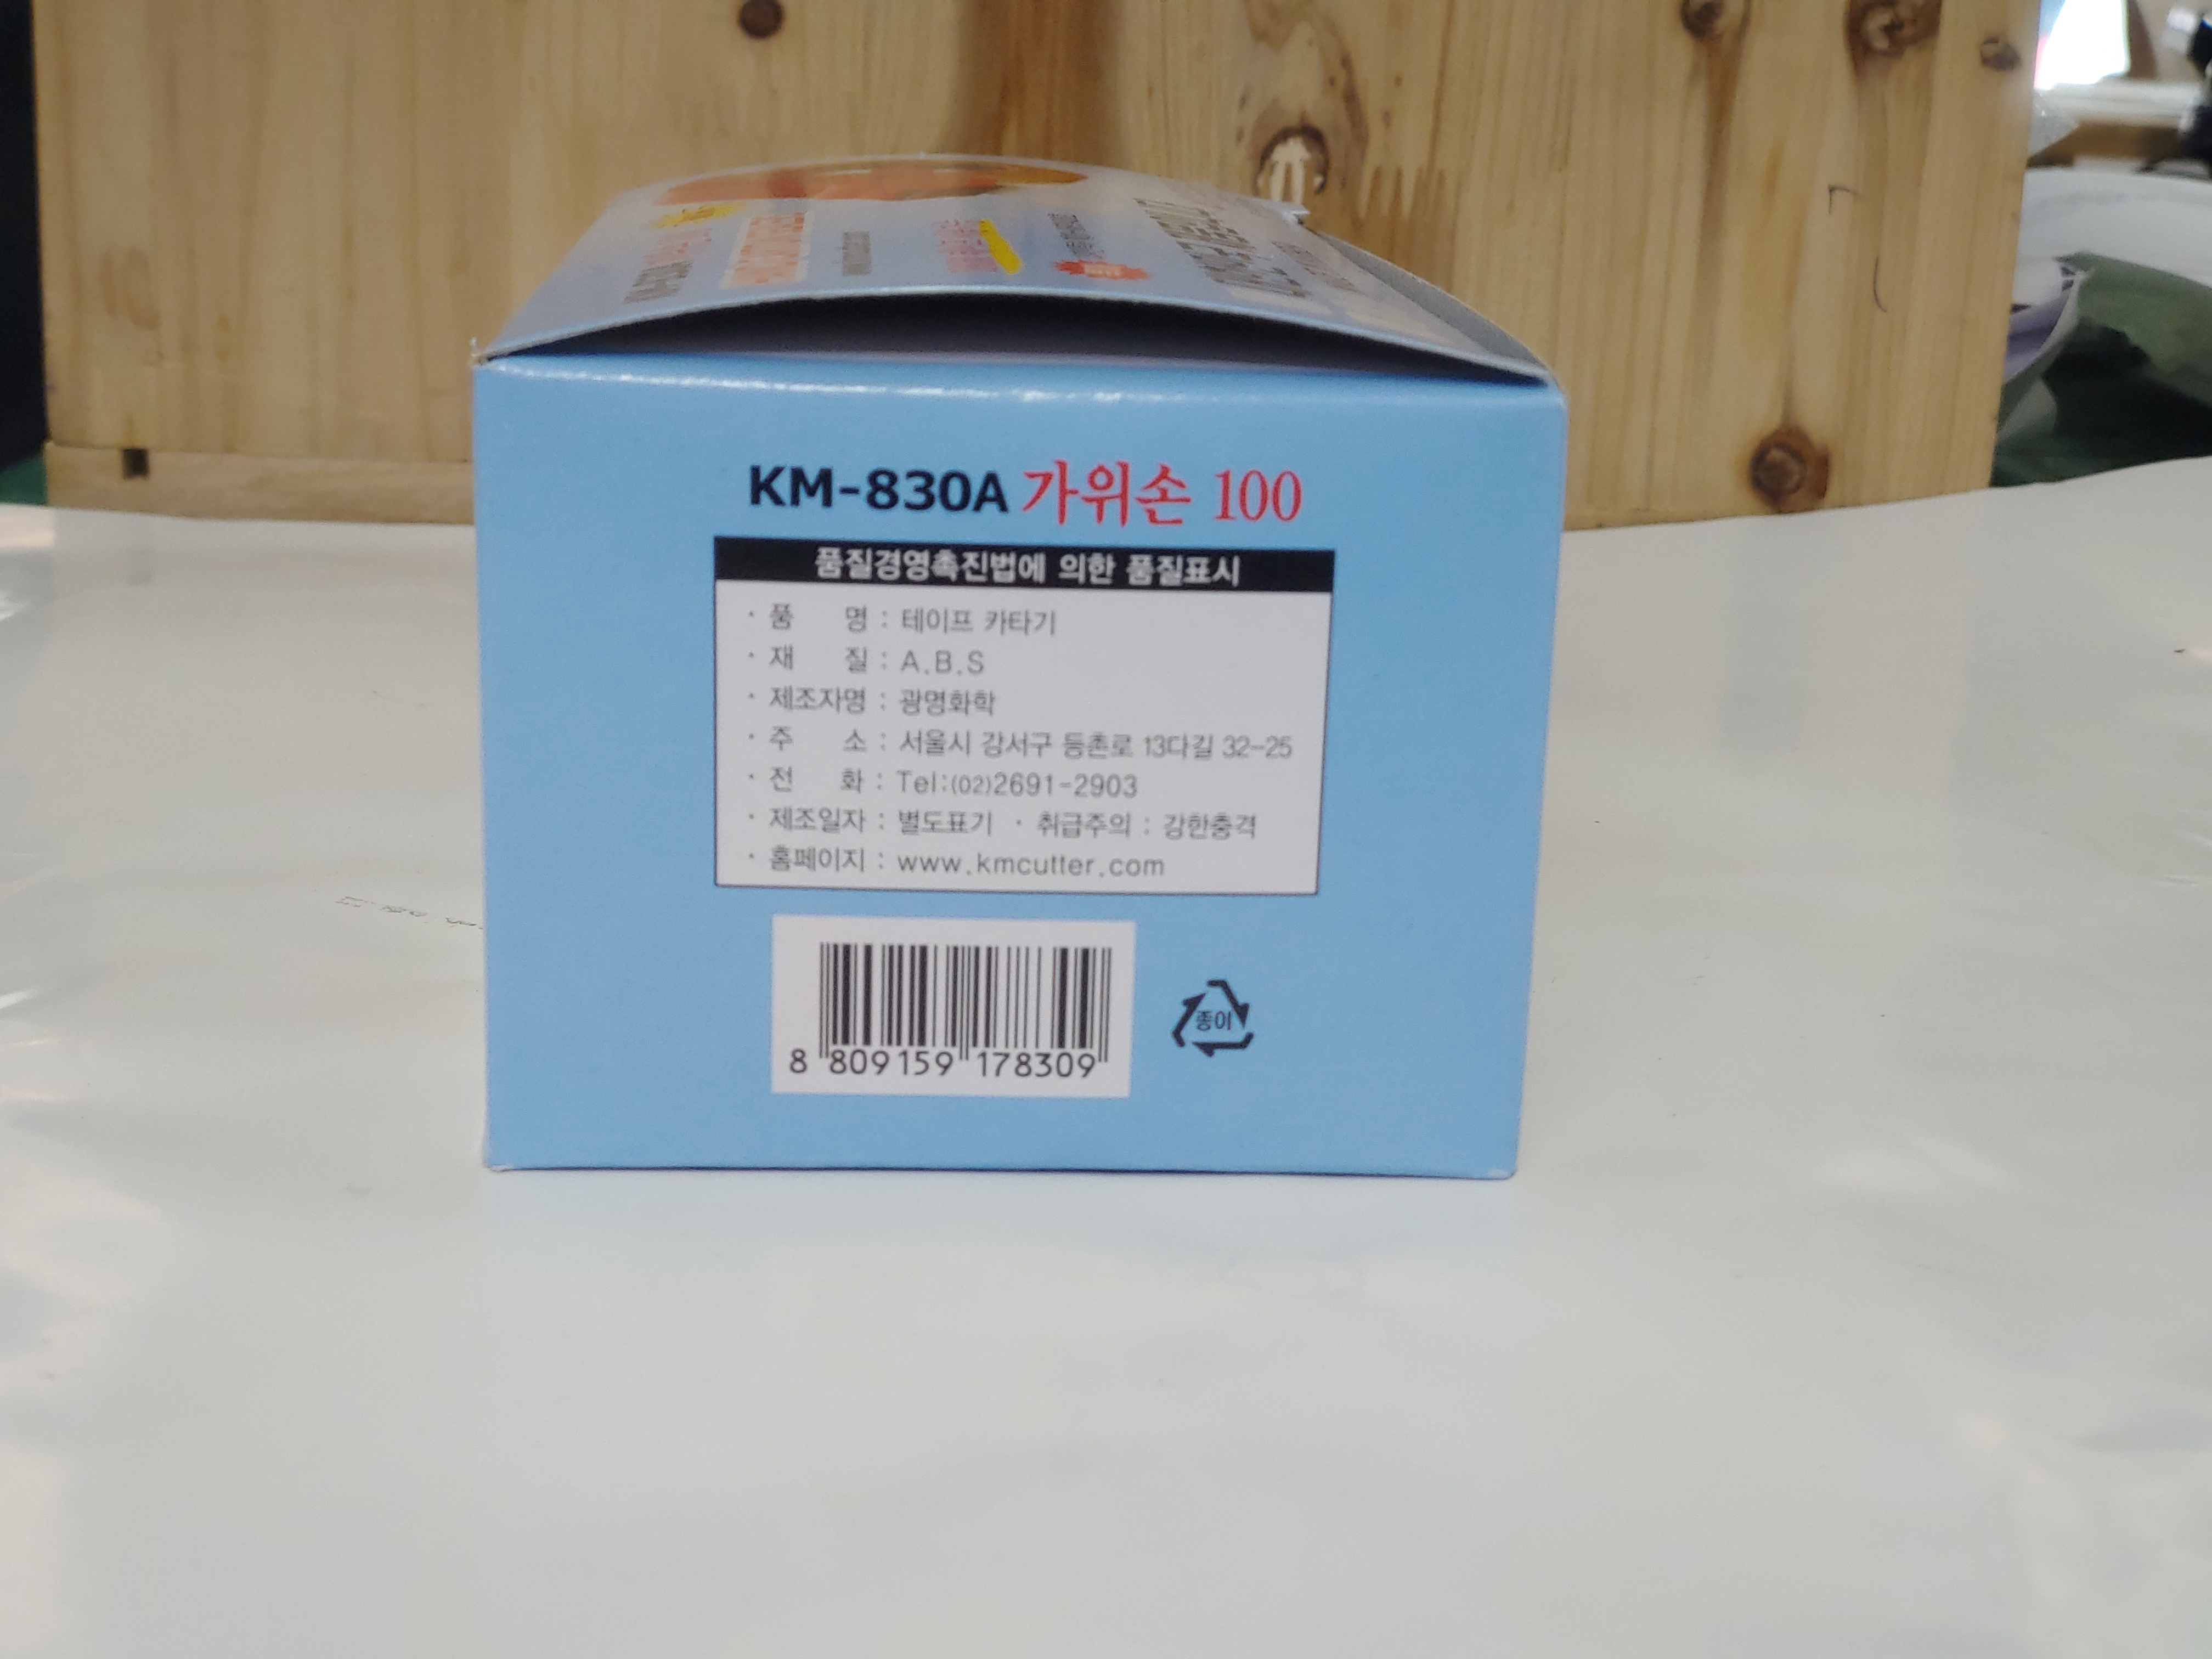 KM-830A 가위손 100
품질경영촉진법에 의한 품질표시
· 품 명 : 테이프 카타기
· 재 질 : A.B.S
· 제조자명 : 광명화학
· 주 소 : 서울시 강서구 등촌로 13다길 32-25
· 전 화 : Tel:(02)2691-2903
· 제조일자 : 별도표기 · 취급주의 : 강한충격
· 홈페이지 : www.kmcutter.com
8 809159 178309
종이